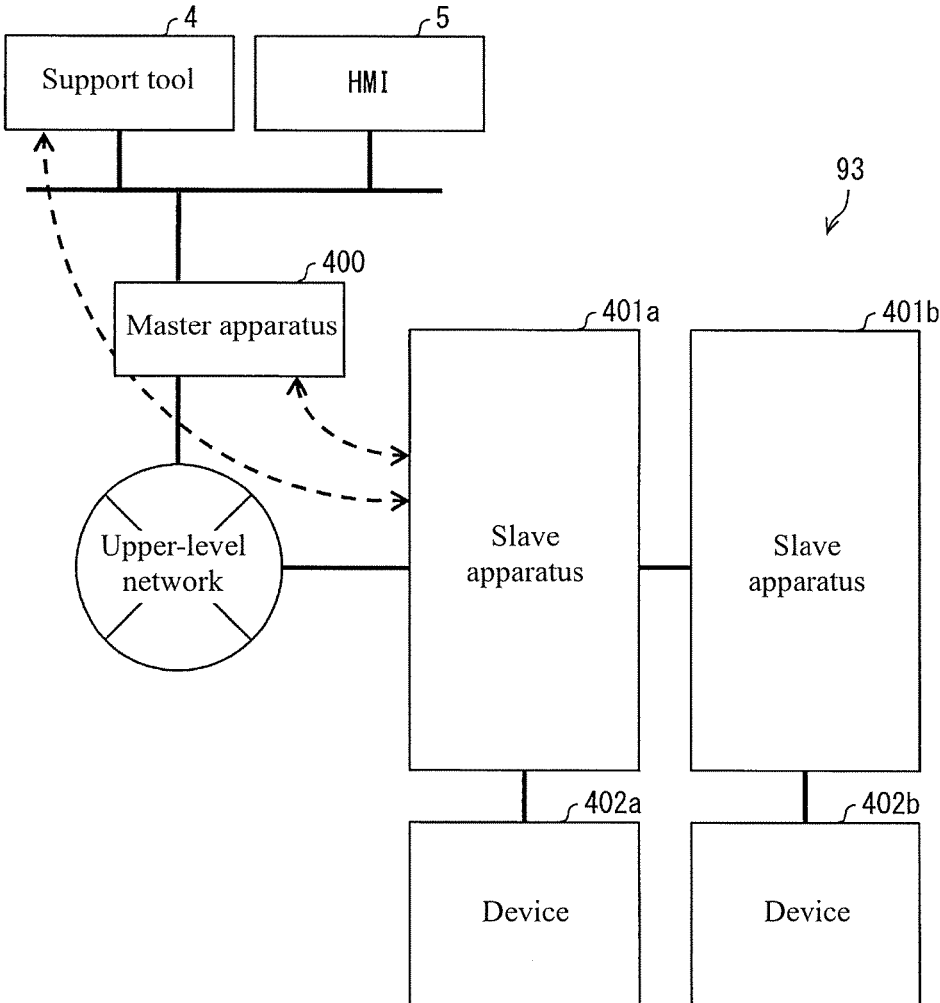 4
5
Support tool
HMI
93
400
Master apparatus
401a
401b
Upper-level
network
Slave
apparatus
Slave
apparatus
402a
402b
Device
Device